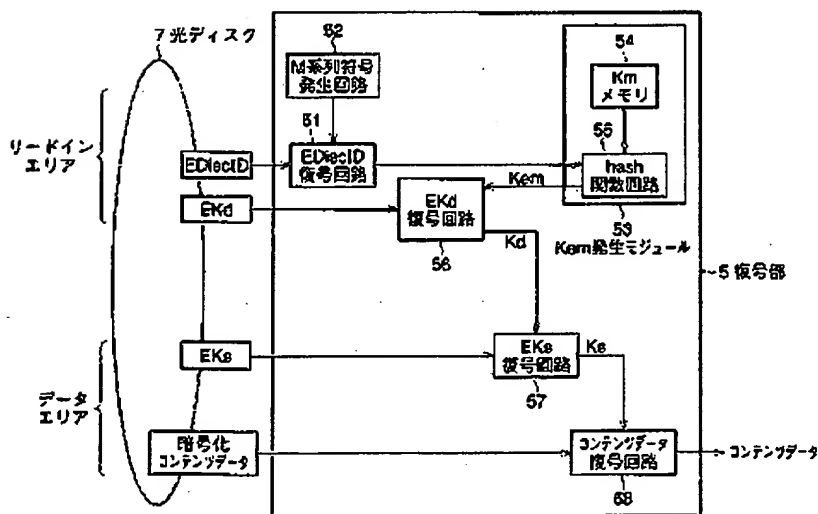 7光ディスク
リードイン
エリア
EDiscID
EKd
データ
エリア
EKs
暗号化
コンテンツデータ
52
M系列符号
発生回路
51
EDiscID
復号回路
54
Km
メモリ
55
hash
関数回路
53
Kem発生モジュール
Kem
EKd
復号回路
56
Kd
EKs
復号回路
57
Ks
コンテンツデータ
復号回路
58
5復号部
コンテンツデータ